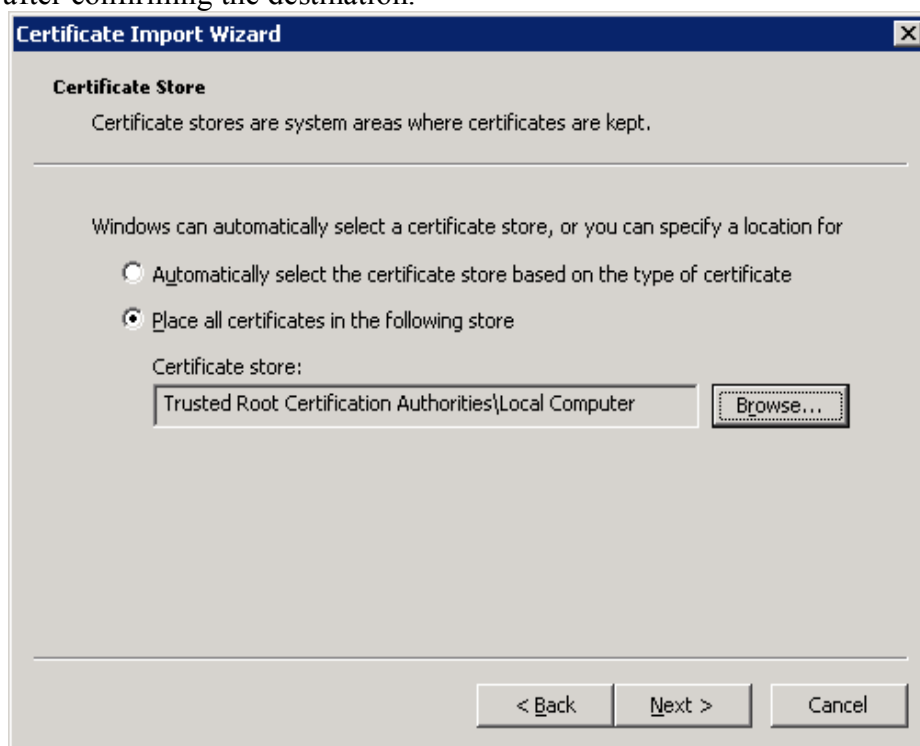 after confirming the destination.
Certificate Import Wizard
Certificate Store
Certificate stores are system areas where certificates are kept.
Windows can automatically select a certificate store, or you can specify a location for
Automatically select the certificate store based on the type of certificate
Place all certificates in the following store
Certificate store:
Trusted Root Certification Authorities\Local Computer
Browse...
< Back
Next >
Cancel